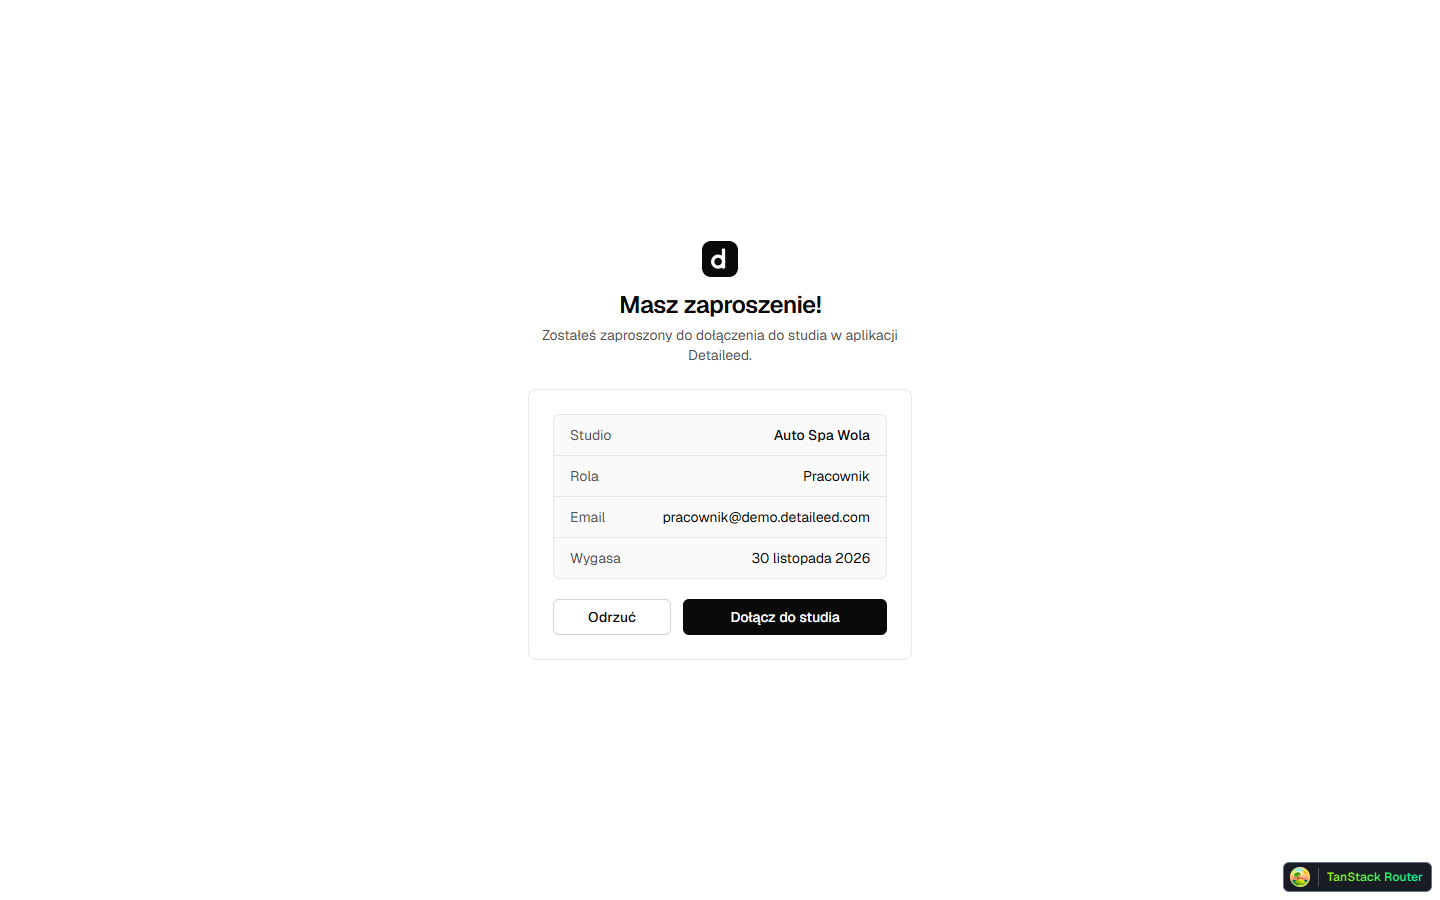 d
Masz zaproszenie!
Zostałeś zaproszony do dołączenia do studia w aplikacji
Detaileed.
Studio Auto Spa Wola
Rola Pracownik
Email pracownik@demo.detaileed.com
Wygasa 30 listopada 2026
Odrzuć Dołącz do studia
TanStack Router